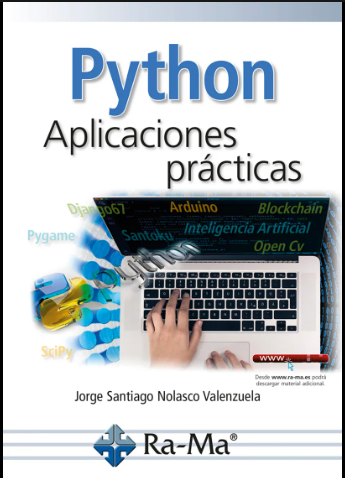 Python
Aplicaciones
prácticas
Django67 Arduino Blockchain
Pygame Santoku Inteligencia Artificial
Open Cv
Python
SciPy
www.
Desde www.ra-ma.es podrá
descargar material adicional.
Jorge Santiago Nolasco Valenzuela
Ra-Ma®